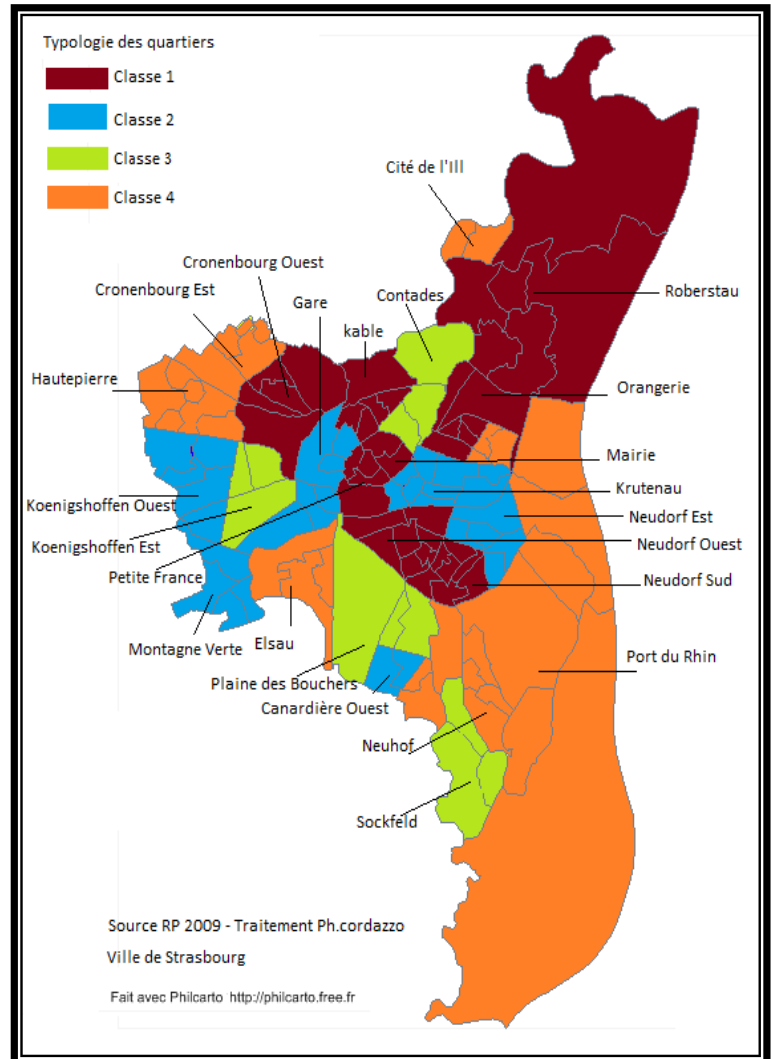 Typologie des quartiers
Classe 1
Classe 2
Classe 3
Classe 4
Cité de l'Ill
Cronenbourg Ouest
Cronenbourg Est
Gare
Contades
Roberstau
kable
Hautepierre
Orangerie
Mairie
Koenigshoffen Ouest
Krutenau
Neudorf Est
Koenigshoffen Est
Neudorf Ouest
Petite France
Neudorf Sud
Montagne Verte
Elsau
Port du Rhin
Plaine des Bouchers
Canardière Ouest
Neuhof
Sockfeld
Source RP 2009 - Traitement Ph.cordazzo
Ville de Strasbourg
Fait avec Philcarto http://philcarto.free.fr